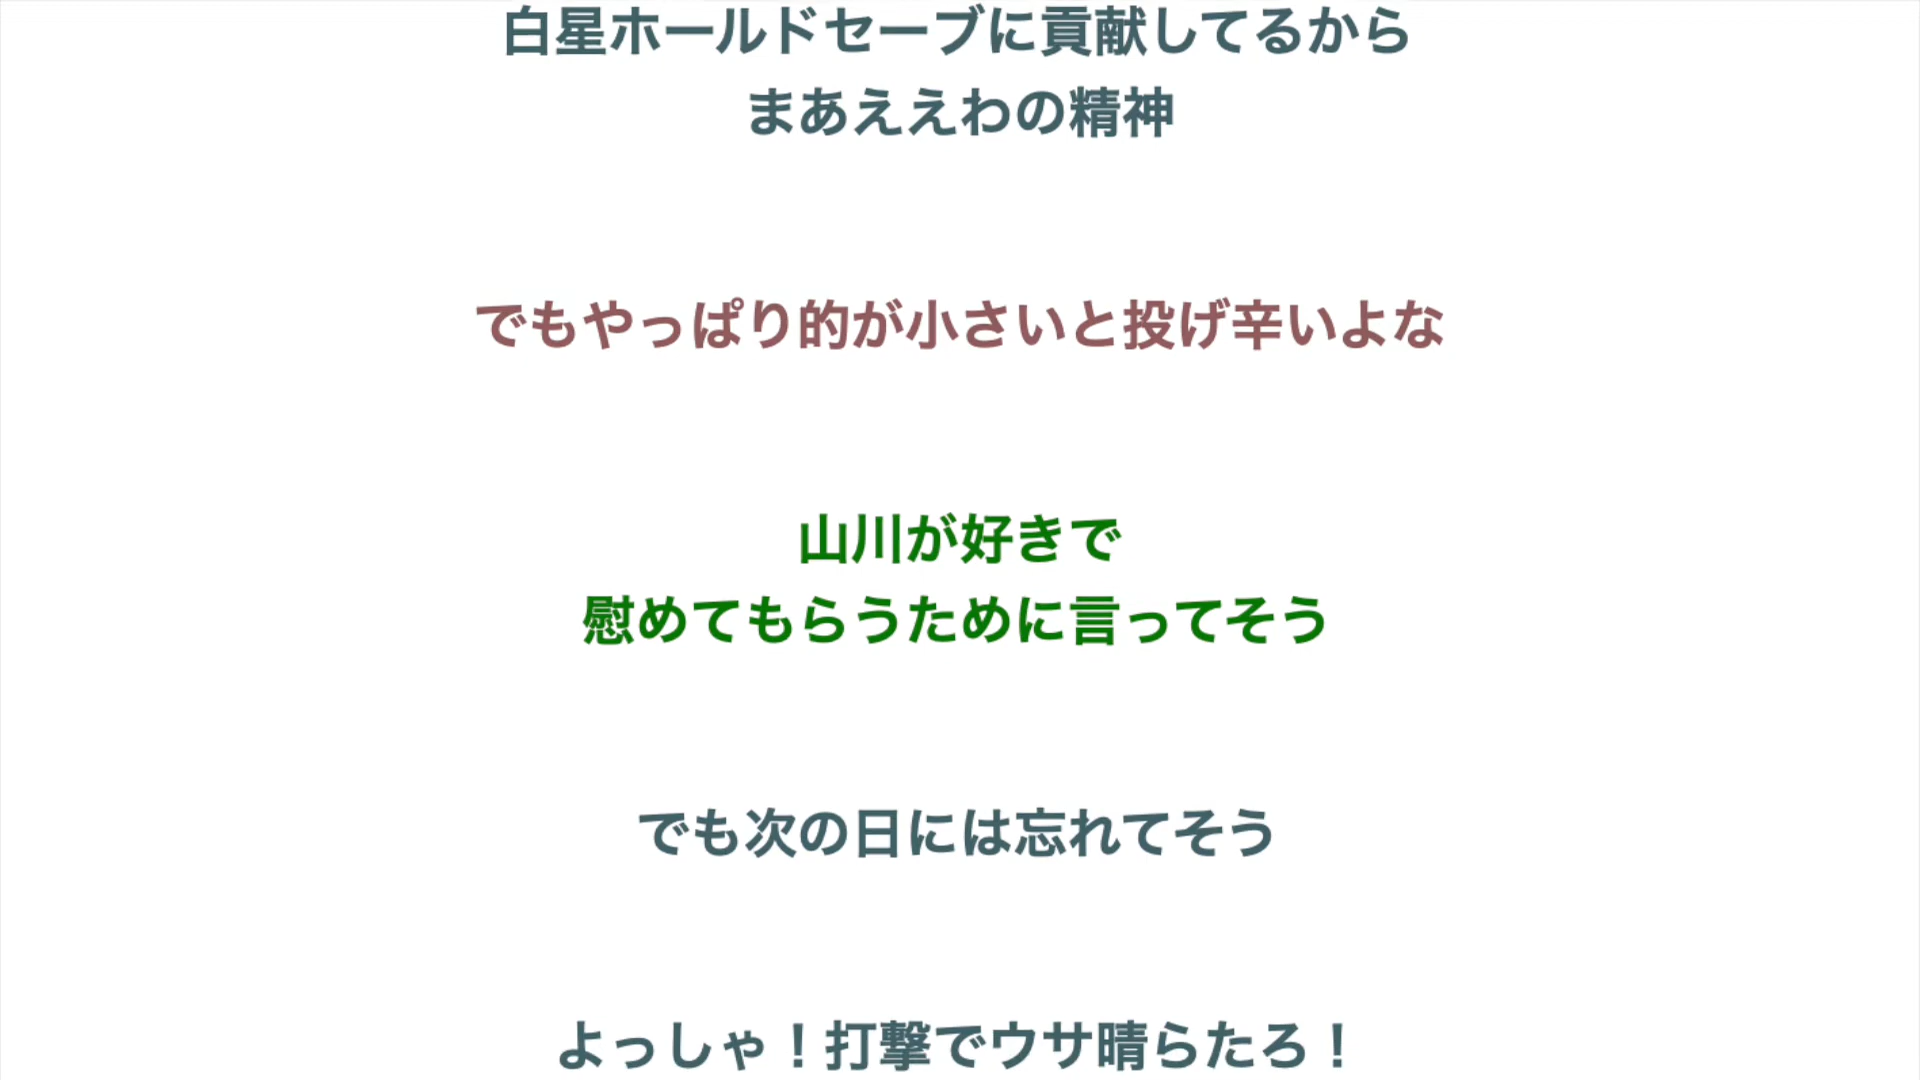 白星ホールドセーブに貢献してるから
まあええわの精神
でもやっぱり的が小さいと投げ辛いよな
山川が好きで
慰めてもらうために言ってそう
でも次の日には忘れてそう
よっしゃ！打撃でウサ晴らたろ！